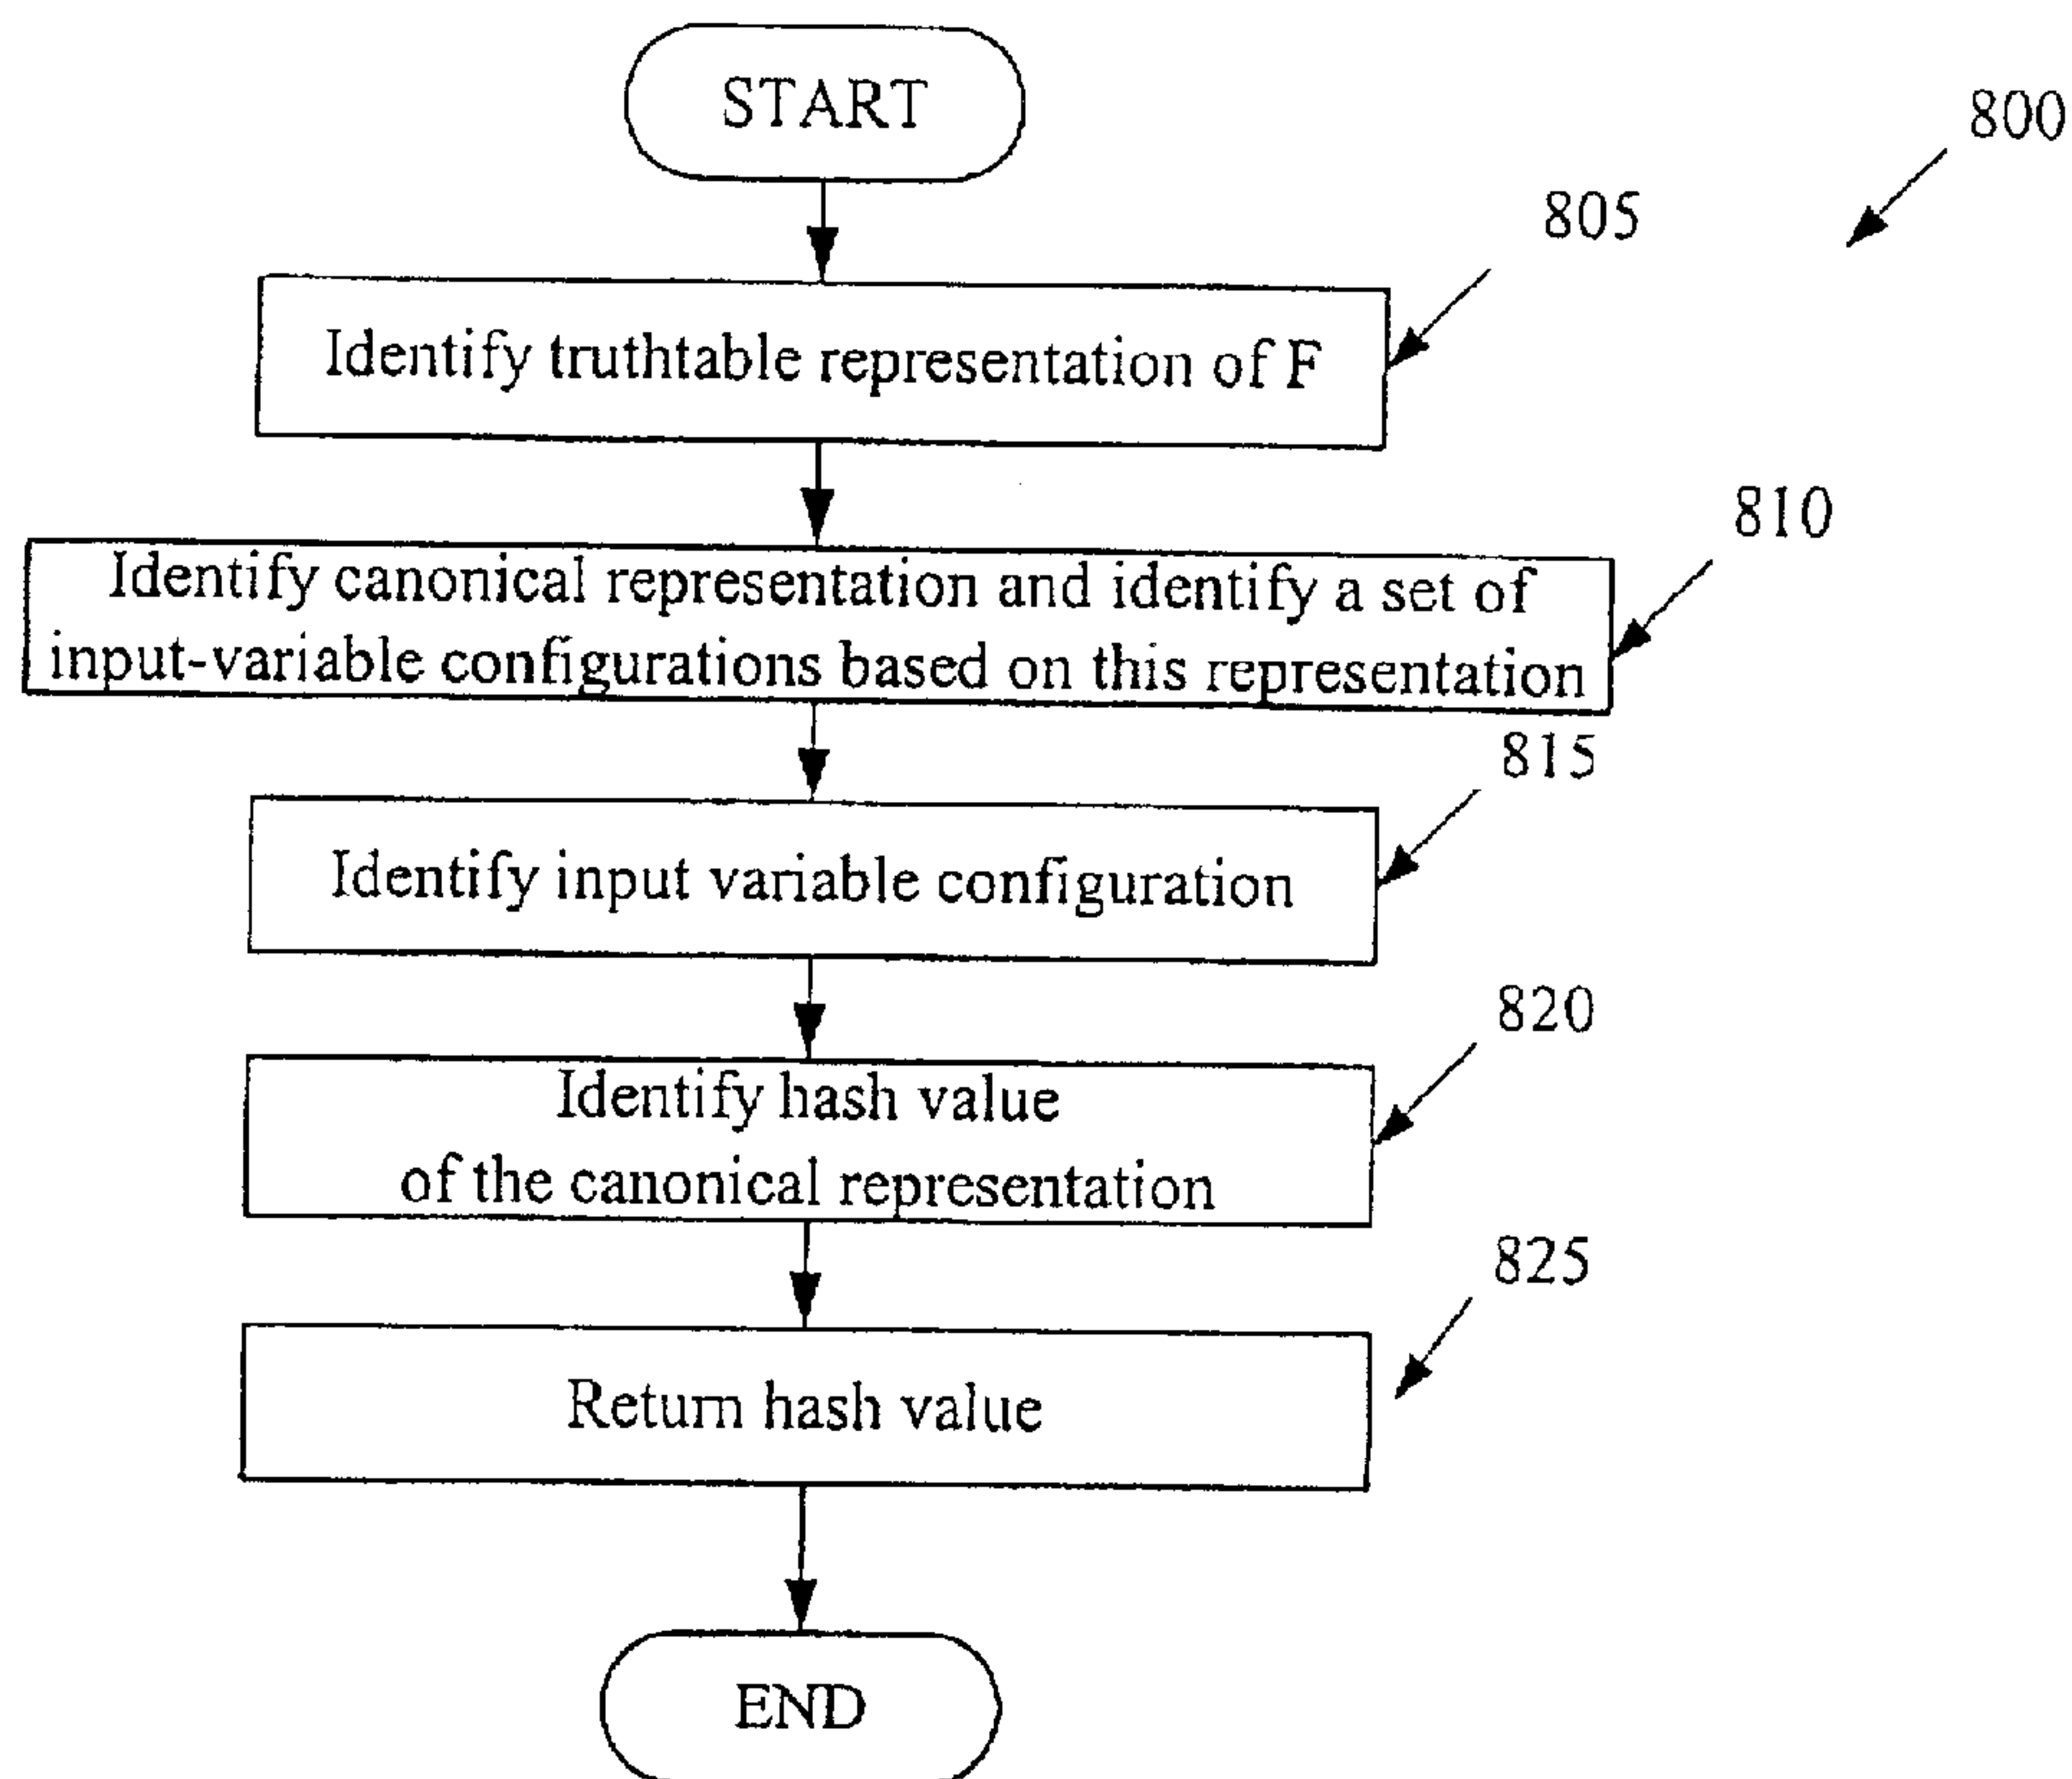 START
800
805
Identify truthtable representation of F
810
Identify canonical representation and identify a set of
input-variable configurations based on this representation
815
Identify input variable configuration
820
Identify hash value
of the canonical representation
825
Return hash value
END